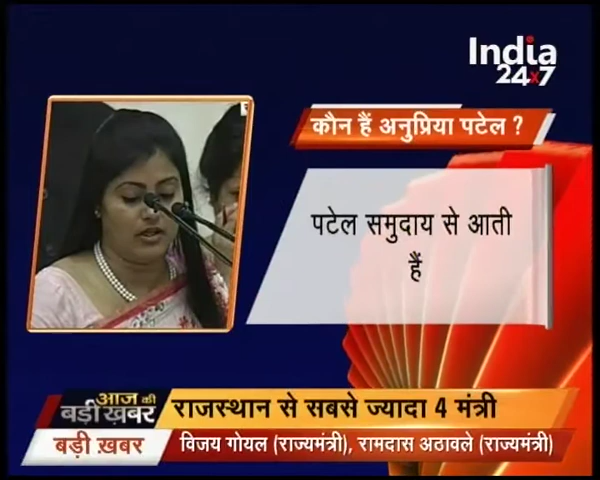 India
24x7
कौन हैं अनुप्रिया पटेल ?
पटेल समुदाय से आती
हैं
आज की
बड़ी ख़बर
राजस्थान से सबसे ज्यादा 4 मंत्री
बड़ी ख़बर
विजय गोयल (राज्यमंत्री), रामदास अठावले (राज्यमंत्री)